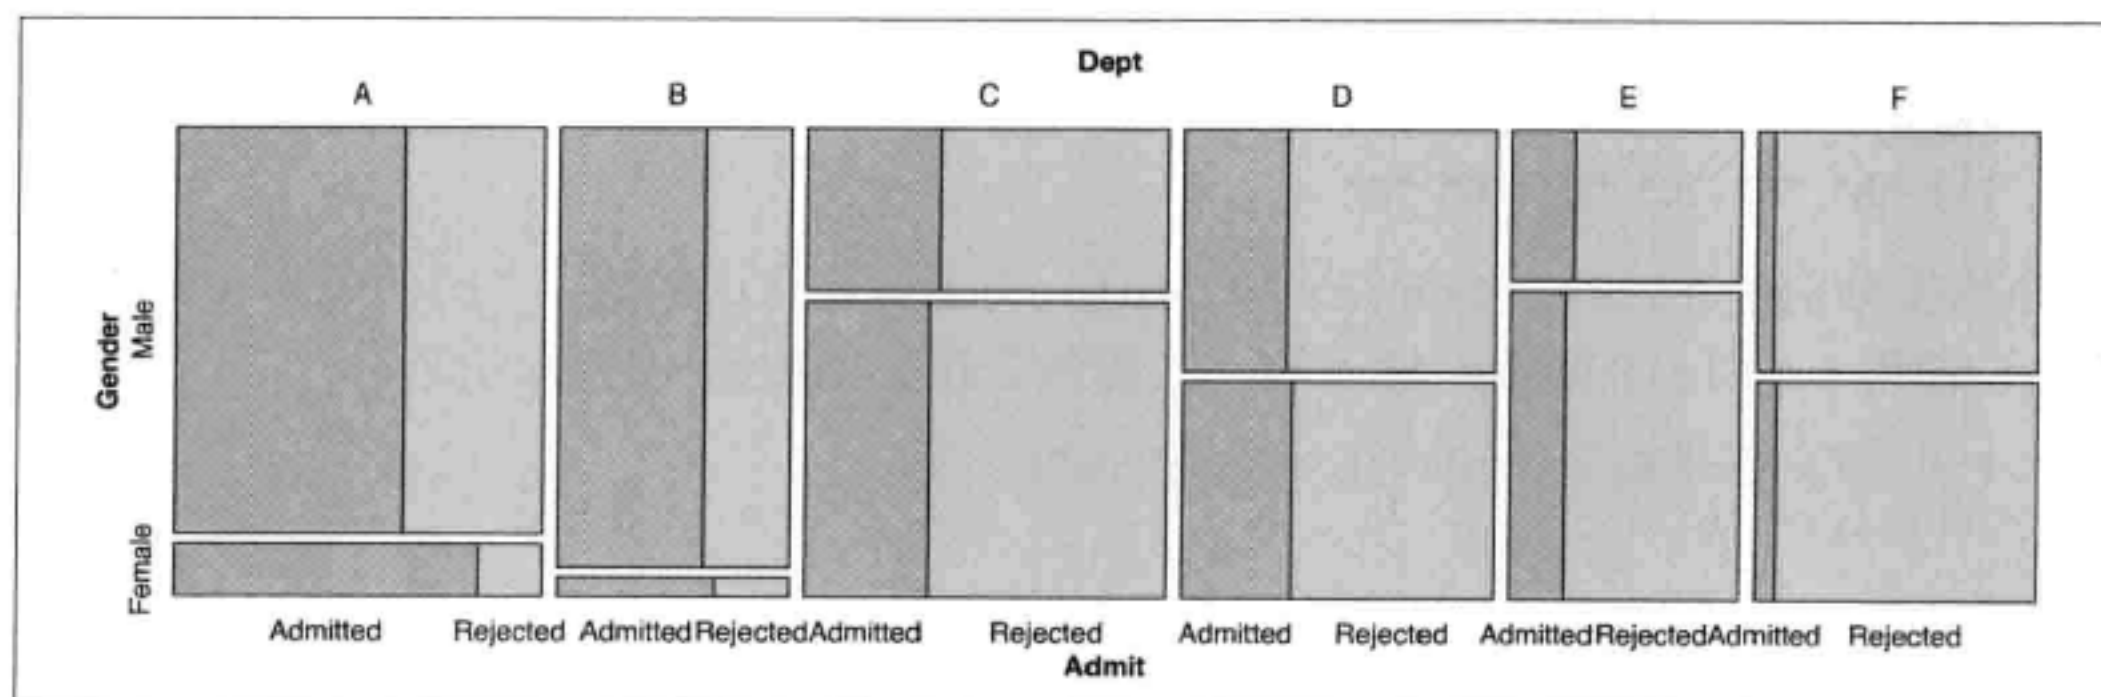 Dept
A B C D E F
Gender
Male
Female
Admitted Rejected Admitted Rejected Admitted Rejected Admitted Rejected Admitted Rejected Admitted Rejected
Admit